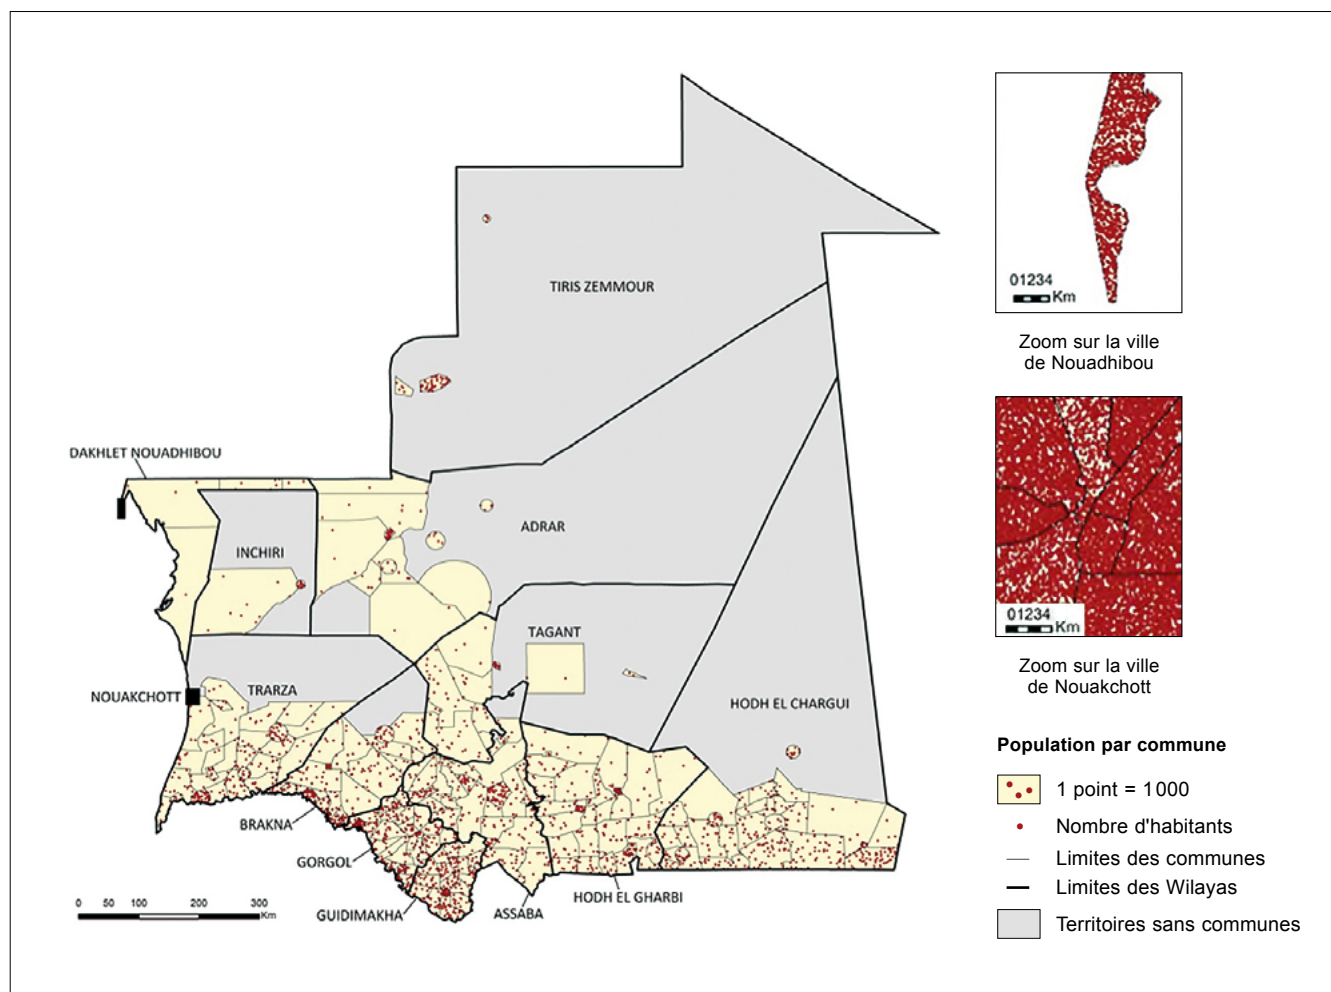 TIRIS ZEMMOUR
DAKHLET NOUADHIBOU
INCHIRI
ADRAR
TAGANT
NOUAKCHOTT
TRARZA
HODH EL CHARGUI
BRAKNA
GORGOL
GUIDIMAKHA
ASSABA
HODH EL GHARBI
0 50 100 200 300
Km
01234
Km
Zoom sur la ville
de Nouadhibou
01234
Km
Zoom sur la ville
de Nouakchott
Population par commune
1 point = 1000
Nombre d'habitants
Limites des communes
Limites des Wilayas
Territoires sans communes